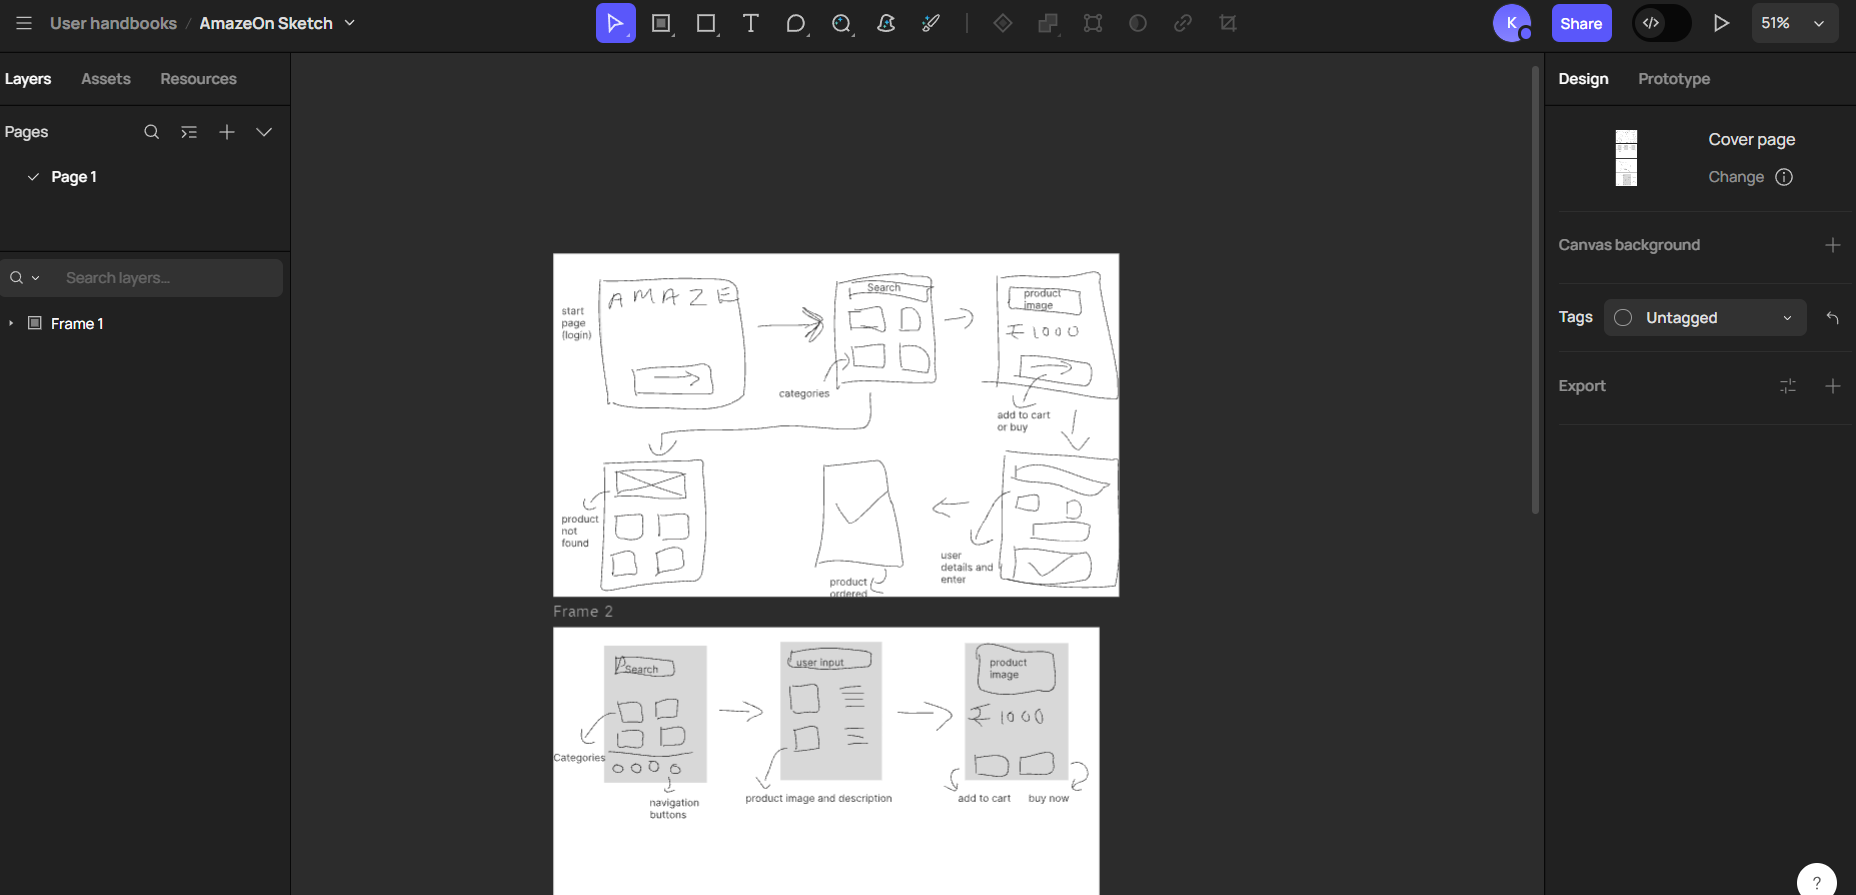 User handbooks / AmazeOn Sketch
K
Share
</>
51%
Layers
Assets
Resources
Design
Prototype
Pages
Page 1
Search layers...
Frame 1
Cover page
Change
Canvas background
Tags
Untagged
Export
start
page
(login)
AMAZE
Search
categories
product
image
₹1000
add to cart
or buy
product
not
found
product
ordered
user
details and
enter
Frame 2
Search
Categories
navigation
buttons
user input
product image and description
product
image
₹1000
add to cart
buy now
?